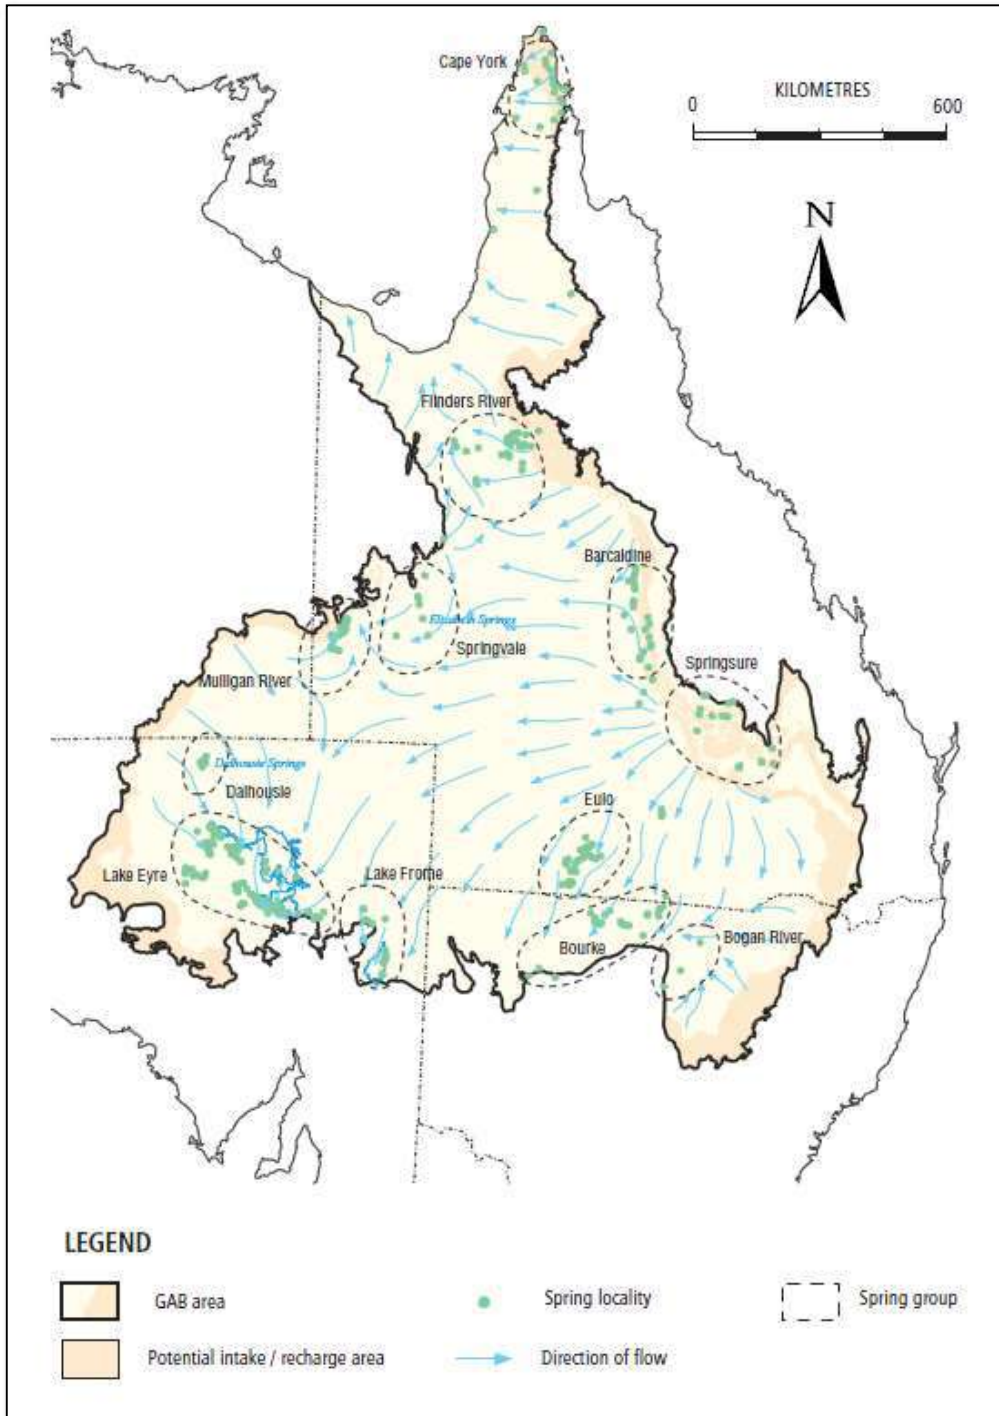 Cape York
KILOMETRES
0
600
N
Flinders River
Barcaldine
Elizabeth Springs
Springvale
Springsure
Mulligan River
Dalhousie Springs
Dalhousie
Eulo
Lake Eyre
Lake Frome
Bourke
Bogan River
LEGEND
GAB area
Spring locality
Spring group
Potential intake / recharge area
Direction of flow